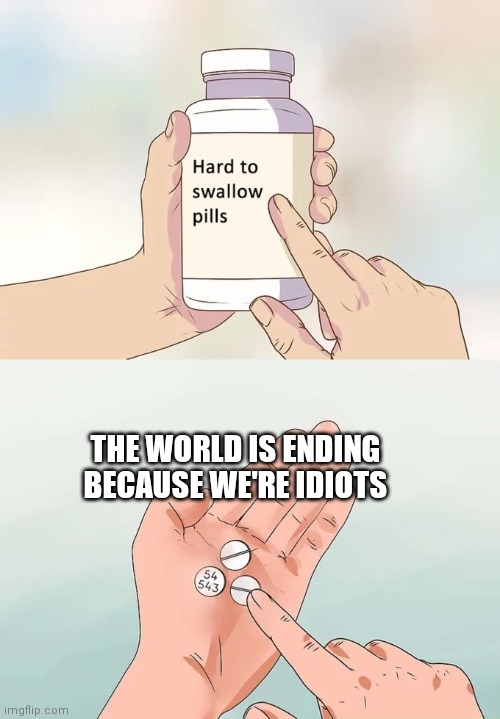 Hard to
swallow
pills
THE WORLD IS ENDING
BECAUSE WE'RE IDIOTS
54
543
imgflip.com